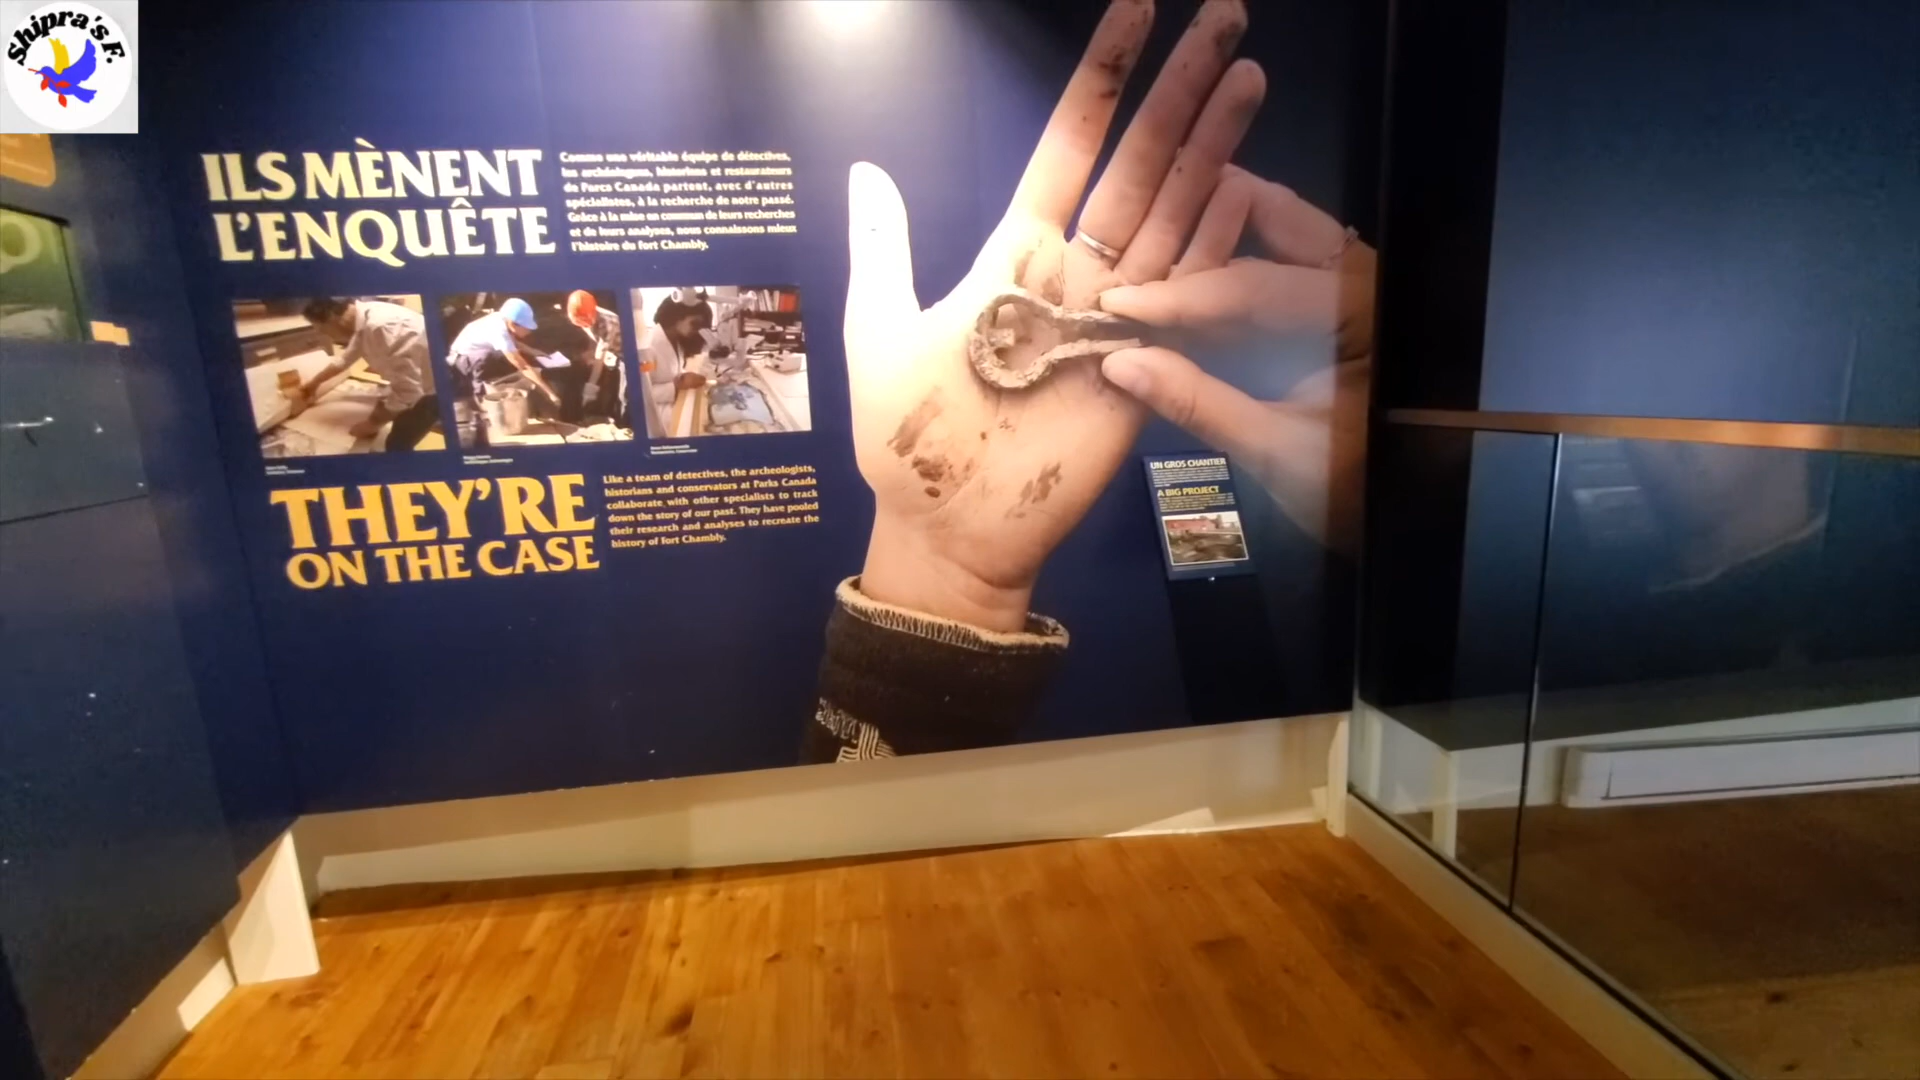 Shipra's F.
ILS MÈNENT
L'ENQUÊTE
Comme une véritable équipe de détectives,
les archéologues, historiens et restaurateurs
de Parcs Canada partent, avec d'autres
spécialistes, à la recherche de notre passé.
Grâce à la mise en commun de leurs recherches
et de leurs analyses, nous connaissons mieux
l'histoire du fort Chambly.
THEY'RE
ON THE CASE
Like a team of detectives, the archeologists,
historians and conservators at Parks Canada
collaborate with other specialists to track
down the story of our past. They have pooled
their research and analyses to recreate the
history of Fort Chambly.
UN GROS CHANTIER
A BIG PROJECT